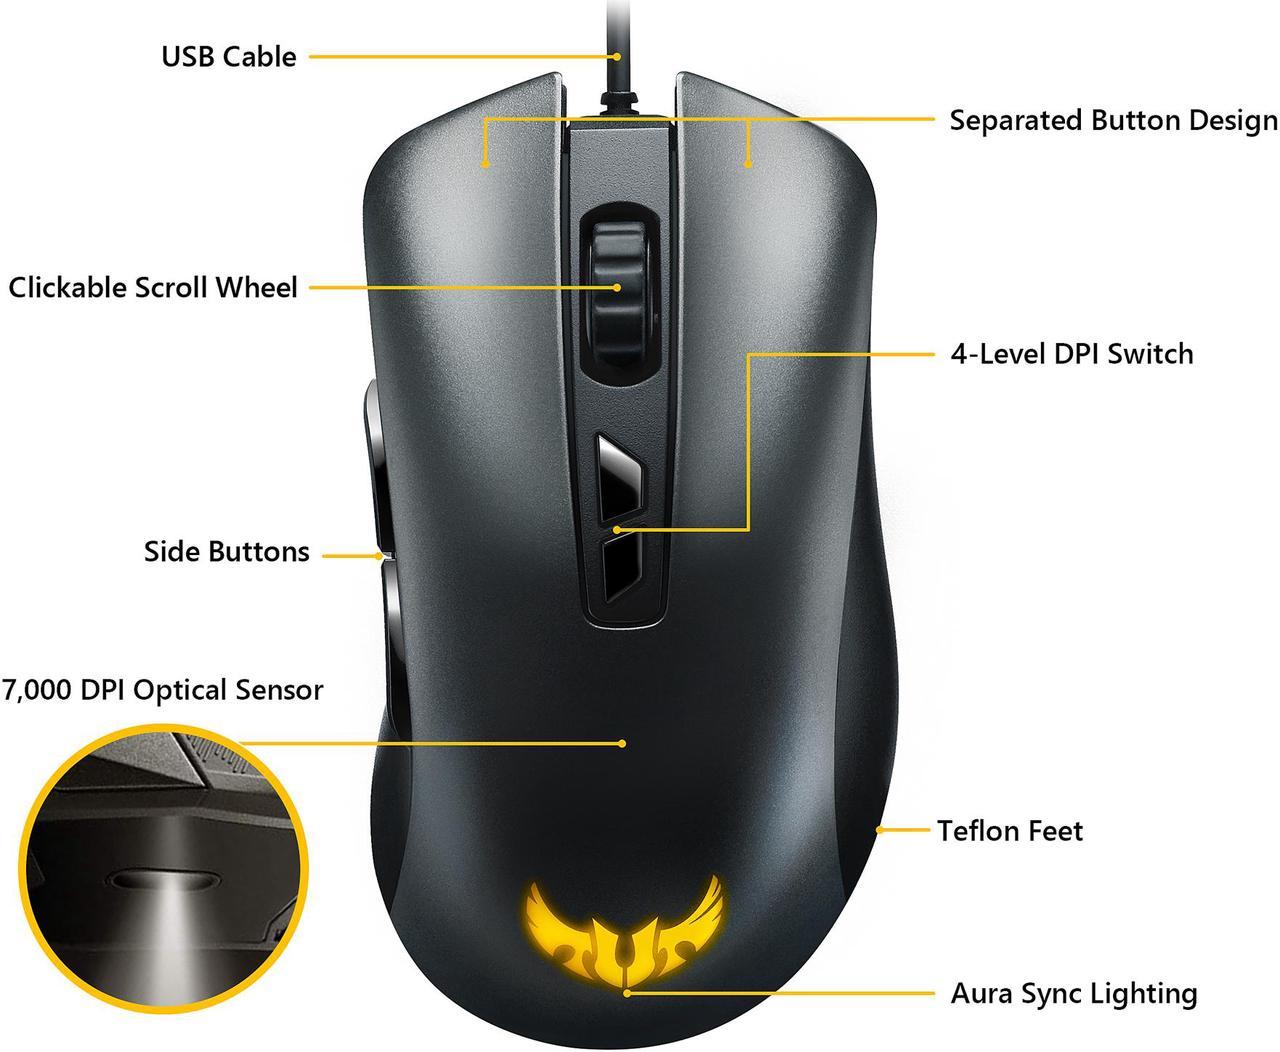 USB Cable
Separated Button Design
Clickable Scroll Wheel
4-Level DPI Switch
Side Buttons
7,000 DPI Optical Sensor
Teflon Feet
Aura Sync Lighting